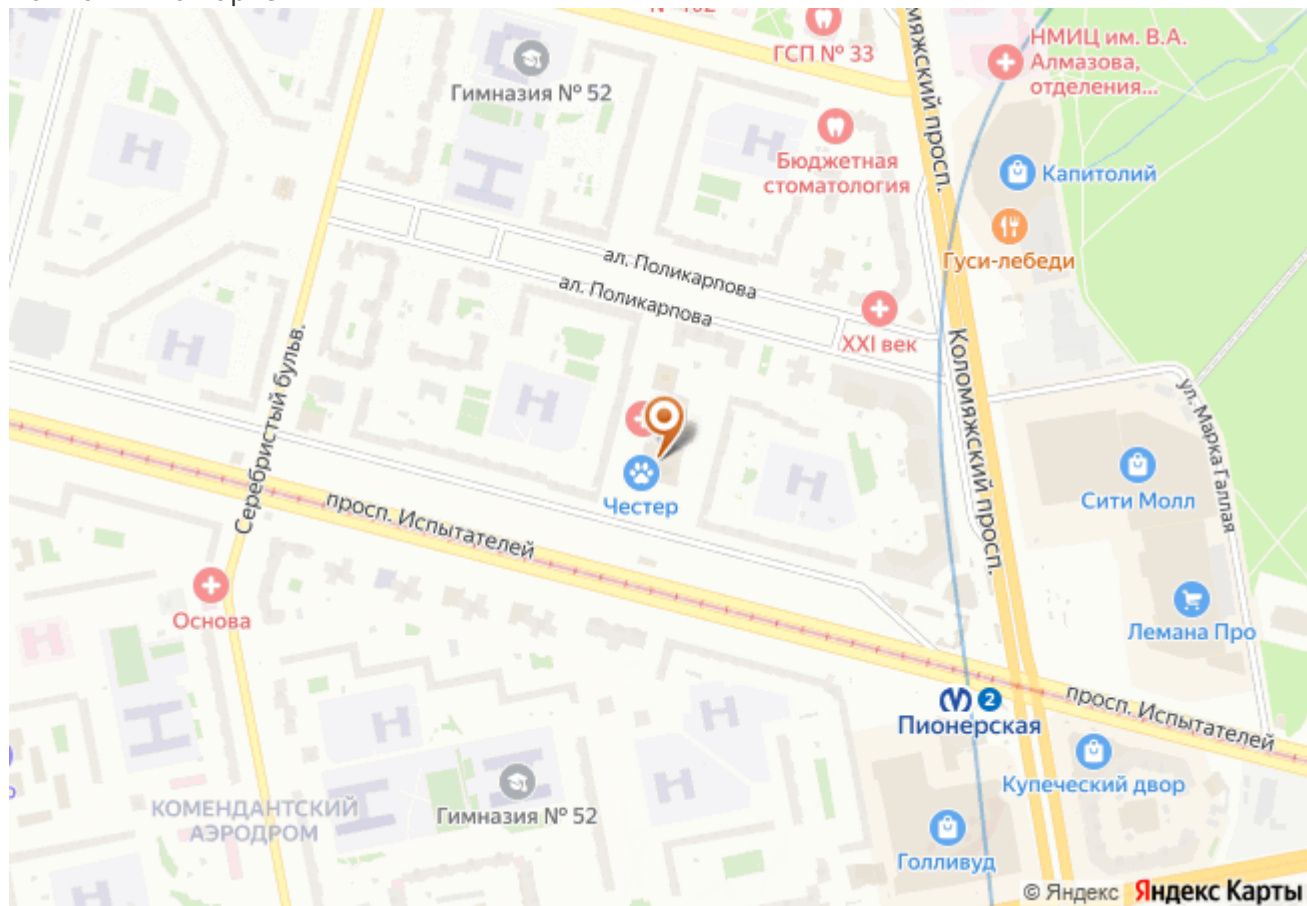 ГСП № 33
МЯЖСКИЙ ПРОСП.
НМИЦ им. В.А.
Алмазова,
отделения...
Гимназия № 52
Бюджетная
стоматология
Капитолий
Гуси-лебеди
ал. Поликарпова
ал. Поликарпова
XXI век
Коломяжский просп.
ул. Марка Галлая
Серебристый бульв.
Сити Молл
Честер
просп. Испытателей
Основа
Лемана Про
2
Пионерская
просп. Испытателей
Купеческий двор
КОМЕНДАНТСКИЙ
АЭРОДРОМ
Гимназия № 52
Голливуд
© Яндекс Яндекс Карты